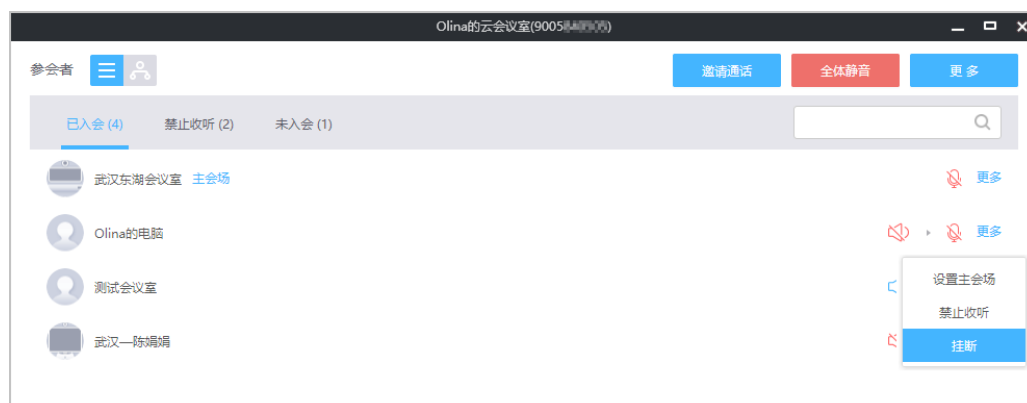 Olina的云会议室(9005
参会者
邀请通话
全体静音
更多
已入会 (4)
禁止收听 (2)
未入会 (1)
武汉东湖会议室 主会场
更多
Olina的电脑
更多
测试会议室
设置主会场
禁止收听
武汉—陈娟娟
挂断